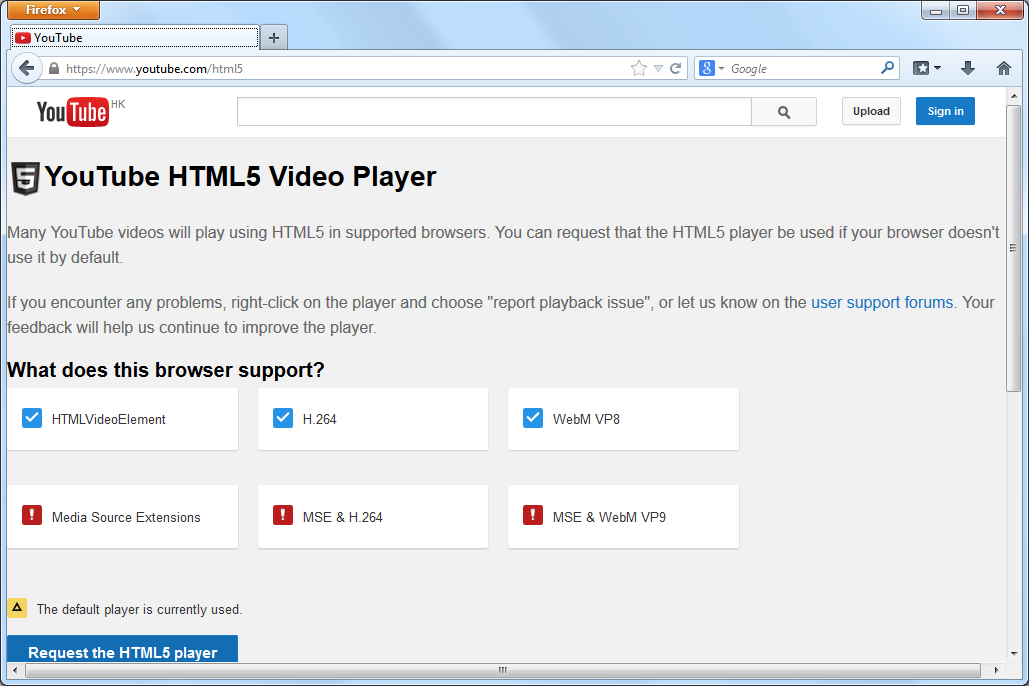 Firefox
YouTube
https://www.youtube.com/html5
8 Google
YouTube HK
Upload
Sign in
5 YouTube HTML5 Video Player
Many YouTube videos will play using HTML5 in supported browsers. You can request that the HTML5 player be used if your browser doesn't
use it by default.
If you encounter any problems, right-click on the player and choose "report playback issue", or let us know on the user support forums. Your
feedback will help us continue to improve the player.
What does this browser support?
HTMLVideoElement
H.264
WebM VP8
! Media Source Extensions
! MSE & H.264
! MSE & WebM VP9
The default player is currently used.
Request the HTML5 player